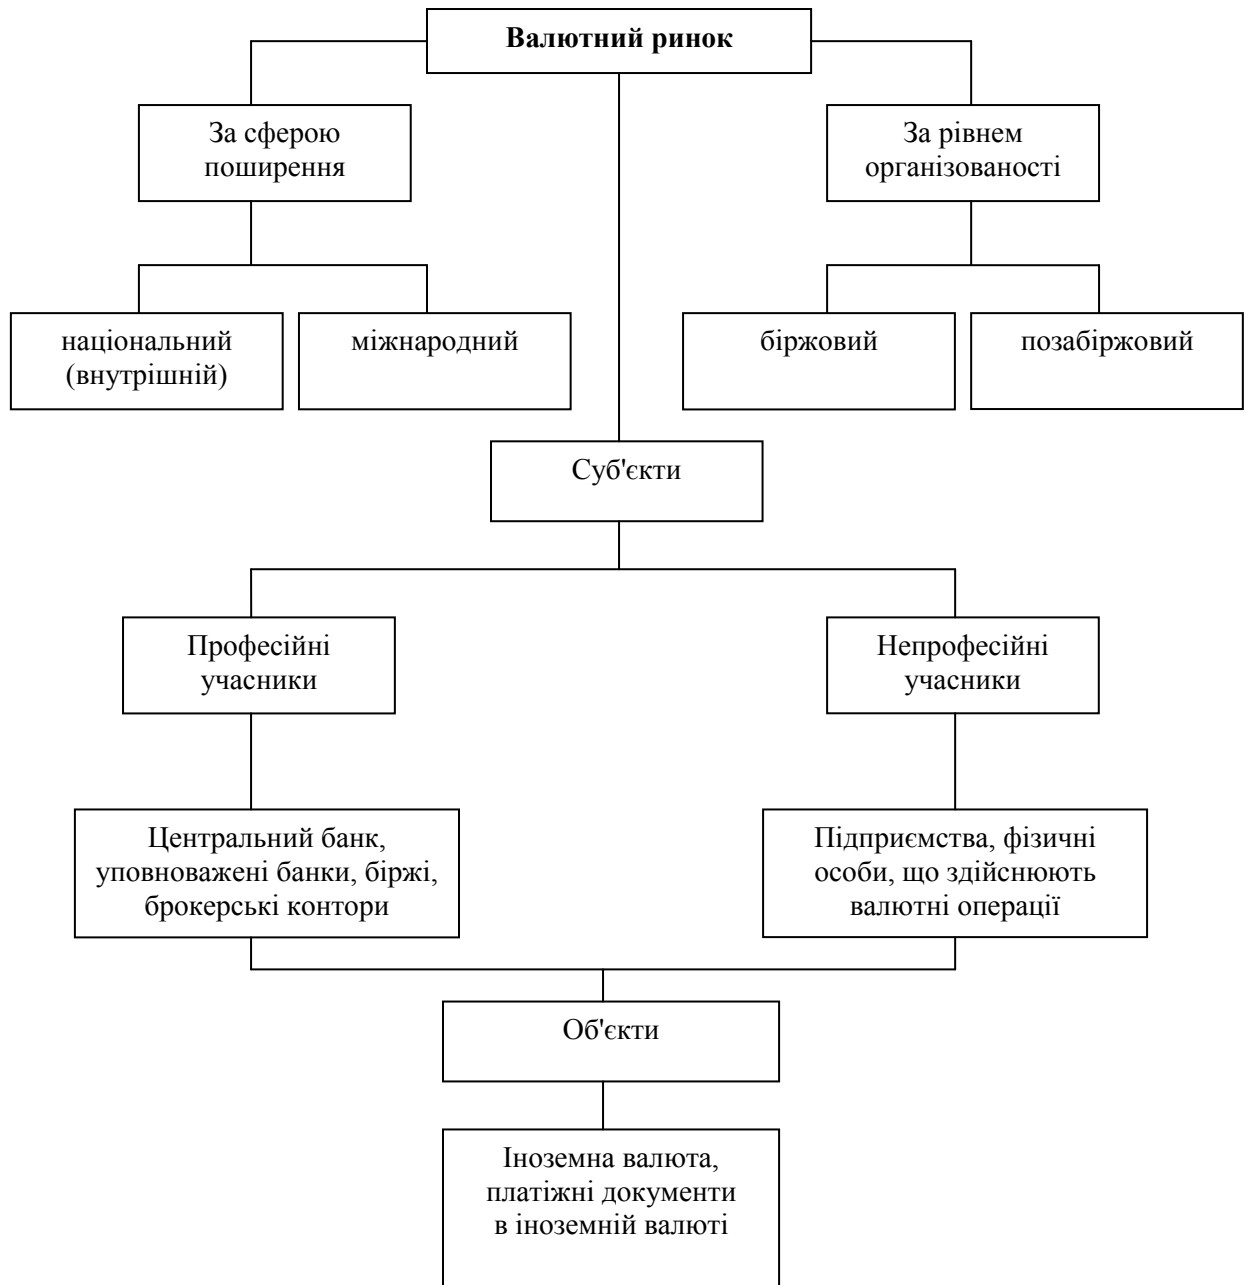 Валютний ринок
За сферою
поширення
За рівнем
організованості
національний
(внутрішній)
міжнародний
біржовий
позабіржовий
Суб'єкти
Професійні
учасники
Непрофесійні
учасники
Центральний банк,
уповноважені банки, біржі,
брокерські контори
Підприємства, фізичні
особи, що здійснюють
валютні операції
Об'єкти
Іноземна валюта,
платіжні документи
в іноземній валюті